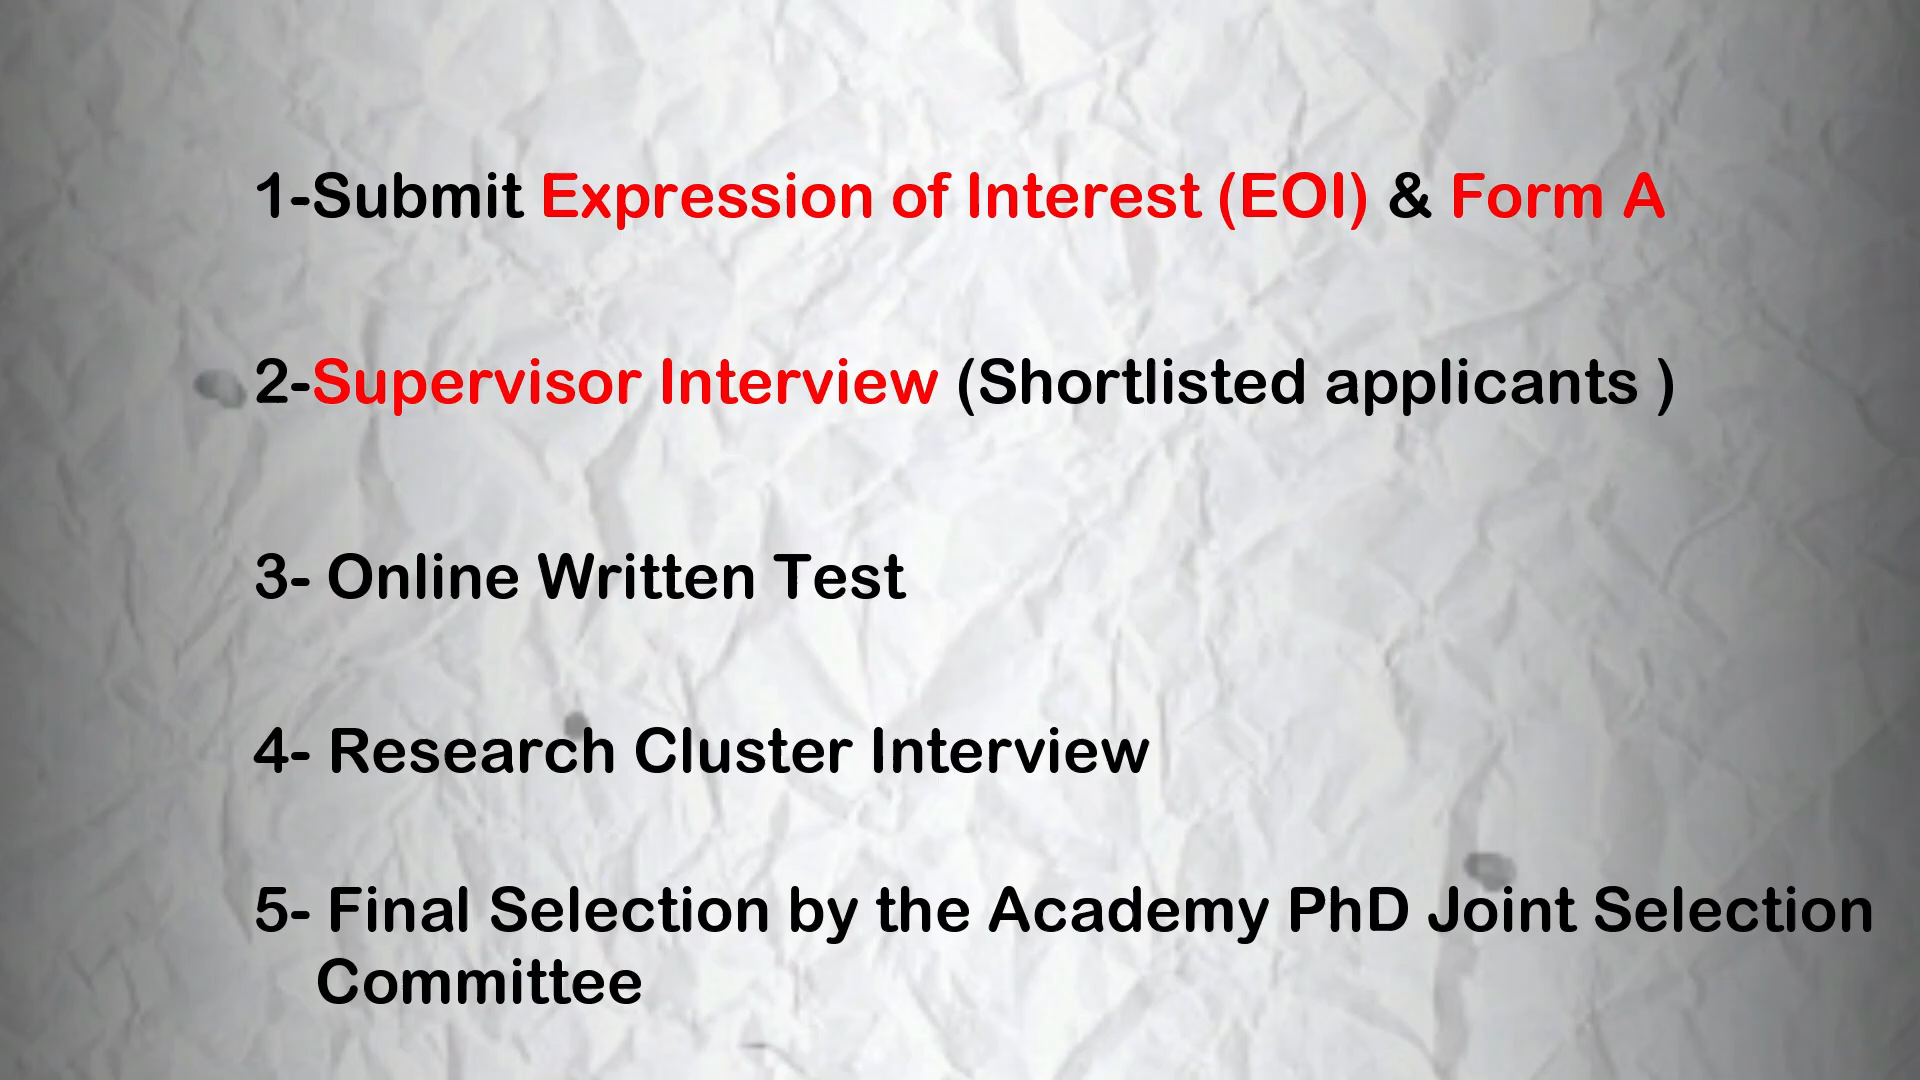 1-Submit Expression of Interest (EOI) & Form A
2-Supervisor Interview (Shortlisted applicants )
3- Online Written Test
4- Research Cluster Interview
5- Final Selection by the Academy PhD Joint Selection
Committee